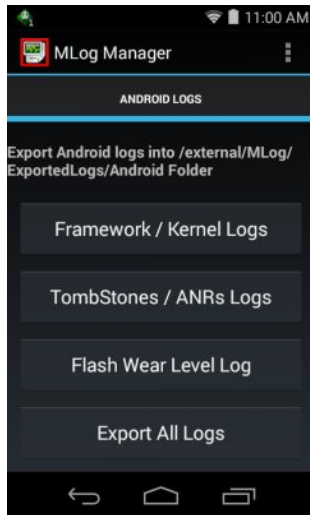 11:00 AM
MLog Manager
ANDROID LOGS
Export Android logs into /external/MLog/
ExportedLogs/Android Folder
Framework / Kernel Logs
TombStones / ANRs Logs
Flash Wear Level Log
Export All Logs